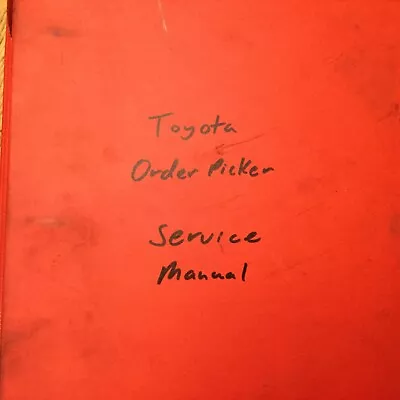 Toyota
Order Picker
Service
Manual